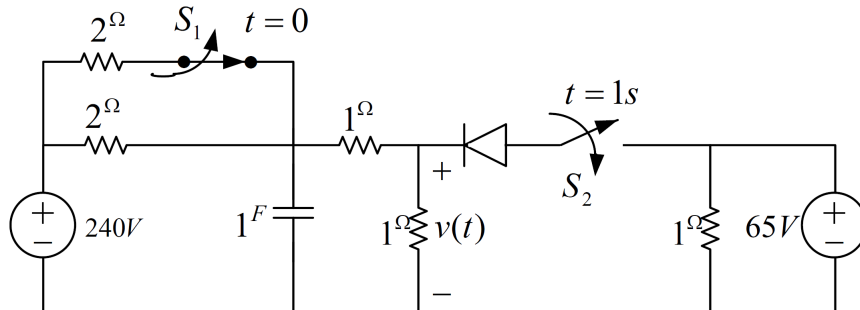 2Ω
S₁ t = 0
2Ω
1Ω
t = 1s
S₂
+
−
240V
1F
1Ω
+
v(t)
−
1Ω
65V
+
−